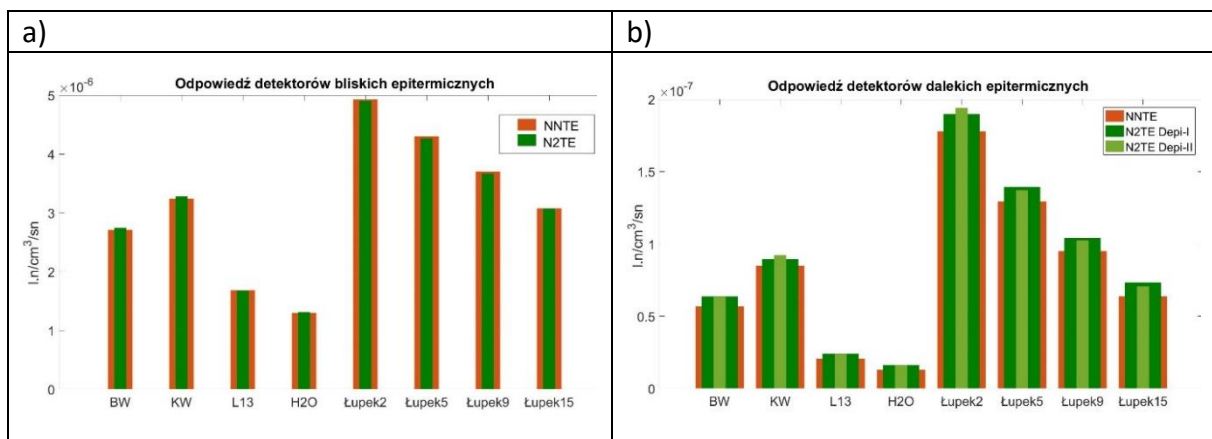 a)
b)
Odpowiedź detektorów bliskich epitermicznych
×10⁻⁶
5
4
3
2
1
0
l.n/cm³/sn
NNTE
N2TE
BW KW L13 H2O Łupek2 Łupek5 Łupek9 Łupek15
Odpowiedź detektorów dalekich epitermicznych
×10⁻⁷
2
1.5
1
0.5
0
l.n/cm³/sn
NNTE
N2TE Depi-I
N2TE Depi-II
BW KW L13 H2O Łupek2 Łupek5 Łupek9 Łupek15